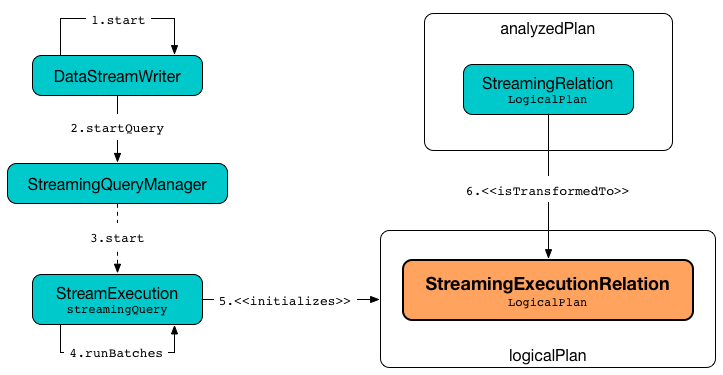 1.start
DataStreamWriter
2.startQuery
StreamingQueryManager
3.start
StreamExecution
streamingQuery
4.runBatches
5.<<initializes>>
analyzedPlan
StreamingRelation
LogicalPlan
6.<<isTransformedTo>>
StreamingExecutionRelation
LogicalPlan
logicalPlan